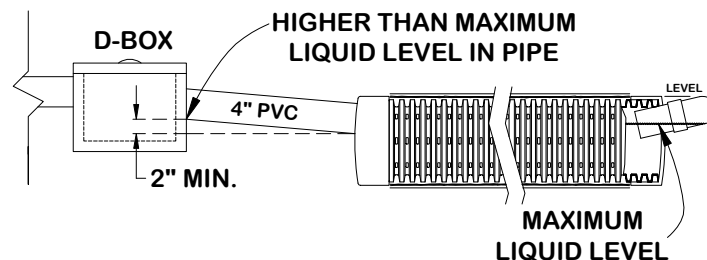 HIGHER THAN MAXIMUM
LIQUID LEVEL IN PIPE
D-BOX
LEVEL
4" PVC
2" MIN.
MAXIMUM
LIQUID LEVEL